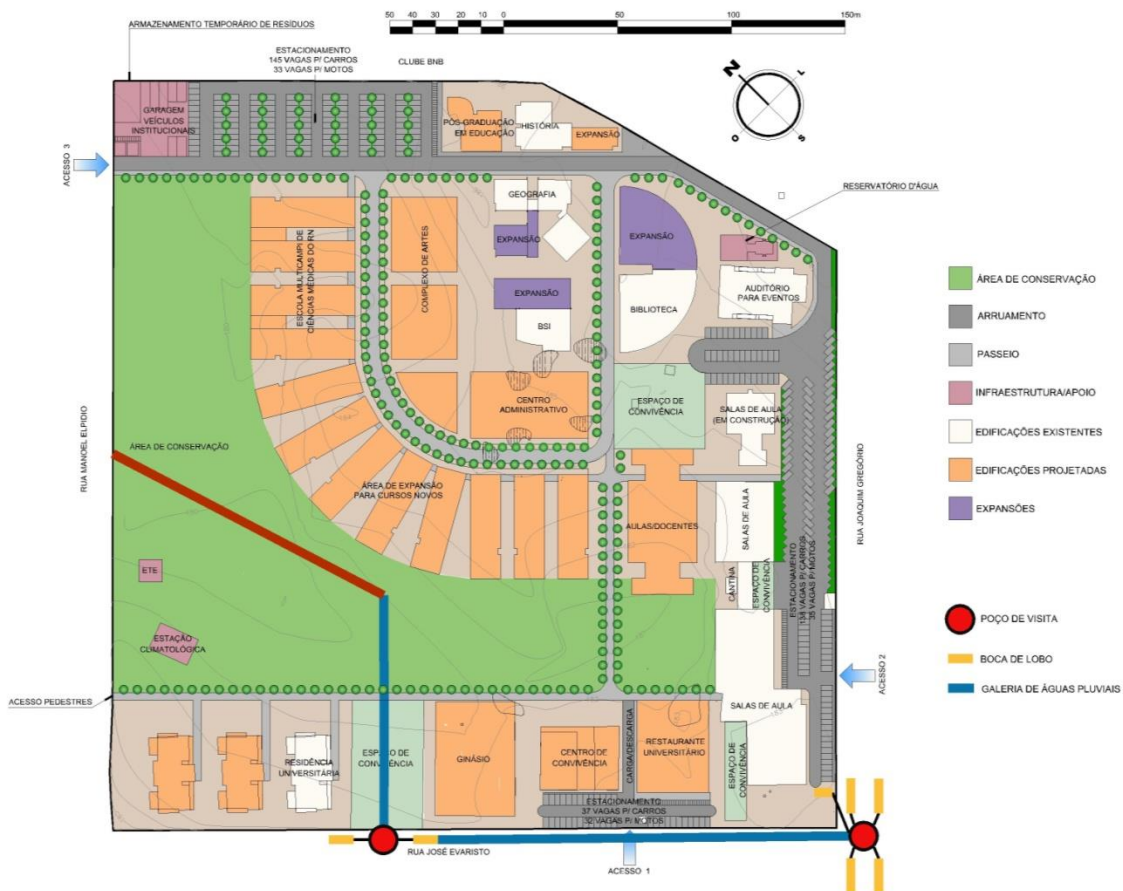 50 40 30 20 10 0 50 100 150m
ARMAZENAMENTO TEMPORÁRIO DE RESÍDUOS
ESTACIONAMENTO
145 VAGAS P/ CARROS
33 VAGAS P/ MOTOS
CLUBE BNB
N
L
O
S
GARAGEM
VEÍCULOS
INSTITUCIONAIS
PÓS-GRADUAÇÃO
EM EDUCAÇÃO
HISTÓRIA
EXPANSÃO
ACESSO 3
GEOGRAFIA
RESERVATÓRIO D'ÁGUA
ESCOLA MULTICAMPI DE
CIÊNCIAS MÉDICAS DO RN
COMPLEXO DE ARTES
EXPANSÃO
EXPANSÃO
EXPANSÃO
BSI
BIBLIOTECA
AUDITÓRIO
PARA EVENTOS
CENTRO
ADMINISTRATIVO
ESPAÇO DE
CONVIVÊNCIA
SALAS DE AULA
(EM CONSTRUÇÃO)
RUA MANOEL ELPIDIO
ÁREA DE CONSERVAÇÃO
ÁREA DE EXPANSÃO
PARA CURSOS NOVOS
AULAS/DOCENTES
SALAS DE AULA
RUA JOAQUIM GREGÓRIO
ETE
CANTINA
ESPAÇO DE
CONVIVÊNCIA
ESTACIONAMENTO
138 VAGAS P/ CARROS
35 VAGAS P/ MOTOS
ESTAÇÃO
CLIMATOLÓGICA
ACESSO 2
ACESSO PEDESTRES
SALAS DE AULA
RESIDÊNCIA
UNIVERSITÁRIA
ESPAÇO DE
CONVIVÊNCIA
GINÁSIO
CENTRO DE
CONVIVÊNCIA
CARGA/DESCARGA
RESTAURANTE
UNIVERSITÁRIO
ESPAÇO DE
CONVIVÊNCIA
ESTACIONAMENTO
37 VAGAS P/ CARROS
32 VAGAS P/ MOTOS
RUA JOSÉ EVARISTO
ACESSO 1
ÁREA DE CONSERVAÇÃO
ARRUAMENTO
PASSEIO
INFRAESTRUTURA/APOIO
EDIFICAÇÕES EXISTENTES
EDIFICAÇÕES PROJETADAS
EXPANSÕES
POÇO DE VISITA
BOCA DE LOBO
GALERIA DE ÁGUAS PLUVIAIS